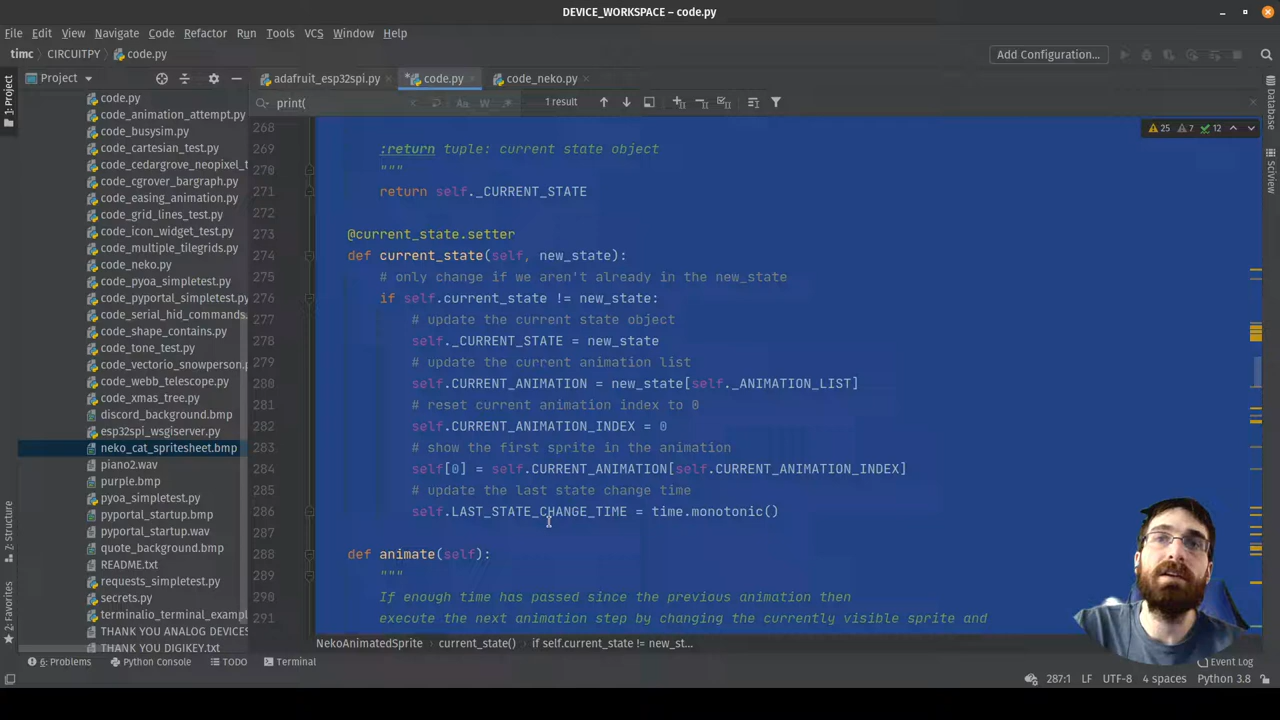 DEVICE_WORKSPACE – code.py
File Edit View Navigate Code Refactor Run Tools VCS Window Help
timc CIRCUITPY code.py Add Configuration...
Project adafruit_esp32spi.py *code.py code_neko.py
print( 1 result
25 7 12
1: Project
7: Structure
2: Favorites
Database
SciView
code.py
code_animation_attempt.py
code_busysim.py
code_cartesian_test.py
code_cedargrove_neopixel_t
code_cgrover_bargraph.py
code_easing_animation.py
code_grid_lines_test.py
code_icon_widget_test.py
code_multiple_tilegrids.py
code_neko.py
code_pyoa_simpletest.py
code_pyportal_simpletest.py
code_serial_hid_commands.
code_shape_contains.py
code_tone_test.py
code_vectorio_snowperson.
code_webb_telescope.py
code_xmas_tree.py
discord_background.bmp
esp32spi_wsgiserver.py
neko_cat_spritesheet.bmp
piano2.wav
purple.bmp
pyoa_simpletest.py
pyportal_startup.bmp
pyportal_startup.wav
quote_background.bmp
README.txt
requests_simpletest.py
secrets.py
terminalio_terminal_exampl
THANK YOU ANALOG DEVICES
THANK YOU DIGIKEY.txt
268
269 :return tuple: current state object
270 """
271 return self._CURRENT_STATE
272
273 @current_state.setter
274 def current_state(self, new_state):
275 # only change if we aren't already in the new_state
276 if self.current_state != new_state:
277 # update the current state object
278 self._CURRENT_STATE = new_state
279 # update the current animation list
280 self.CURRENT_ANIMATION = new_state[self._ANIMATION_LIST]
281 # reset current animation index to 0
282 self.CURRENT_ANIMATION_INDEX = 0
283 # show the first sprite in the animation
284 self[0] = self.CURRENT_ANIMATION[self.CURRENT_ANIMATION_INDEX]
285 # update the last state change time
286 self.LAST_STATE_CHANGE_TIME = time.monotonic()
287
288 def animate(self):
289 """
290 If enough time has passed since the previous animation then
291 execute the next animation step by changing the currently visible sprite and
NekoAnimatedSprite current_state() if self.current_state != new_st...
6: Problems Python Console TODO Terminal Event Log
287:1 LF UTF-8 4 spaces Python 3.8